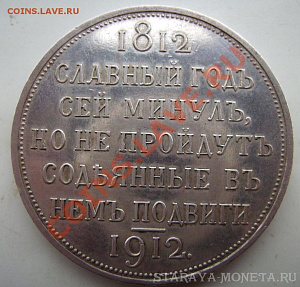 COINS.LAVE.RU
1812
СЛАВНЫЙ ГОДЪ
СЕЙ МИНУЛЪ,
НО НЕ ПРОЙДУТЪ
СОДѢЯННЫЕ ВЪ
НЕМЪ ПОДВИГИ
1912.
STARAYA-MONETA.RU